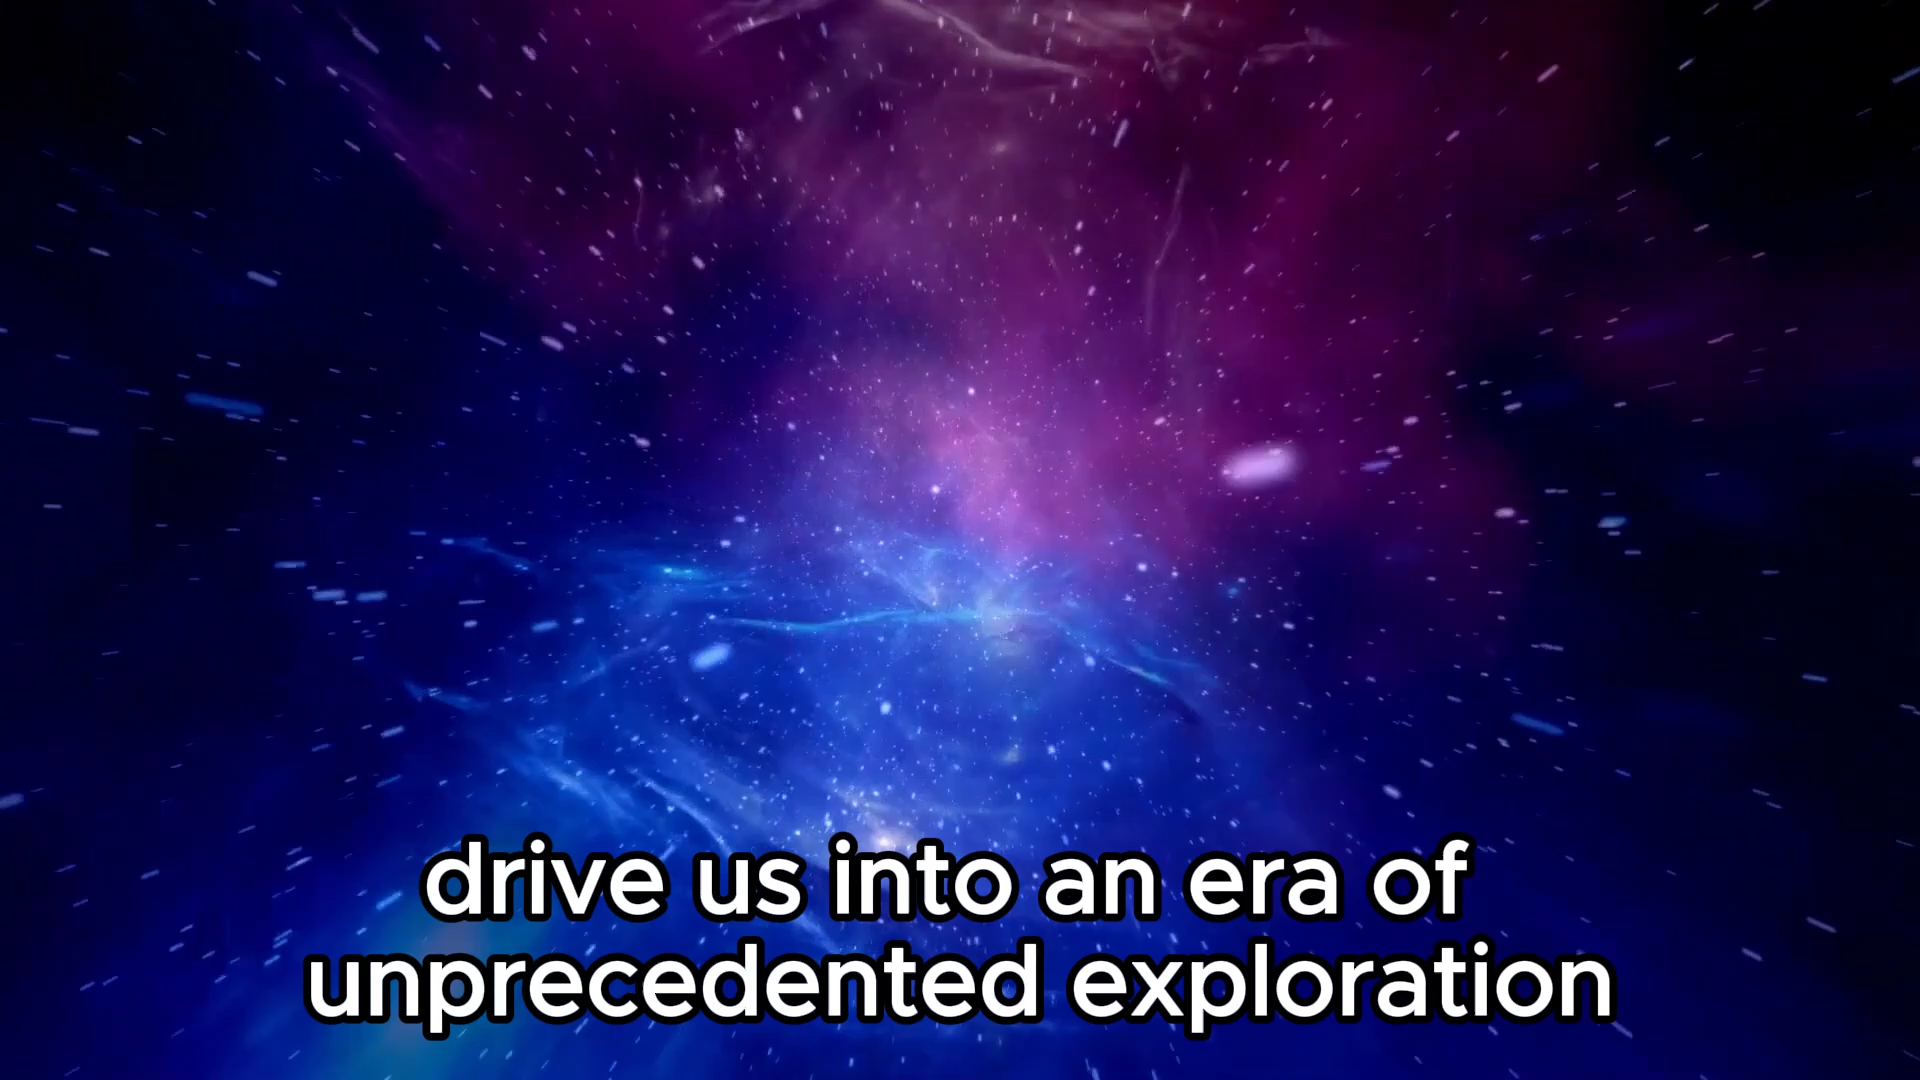 drive us into an era of
unprecedented exploration